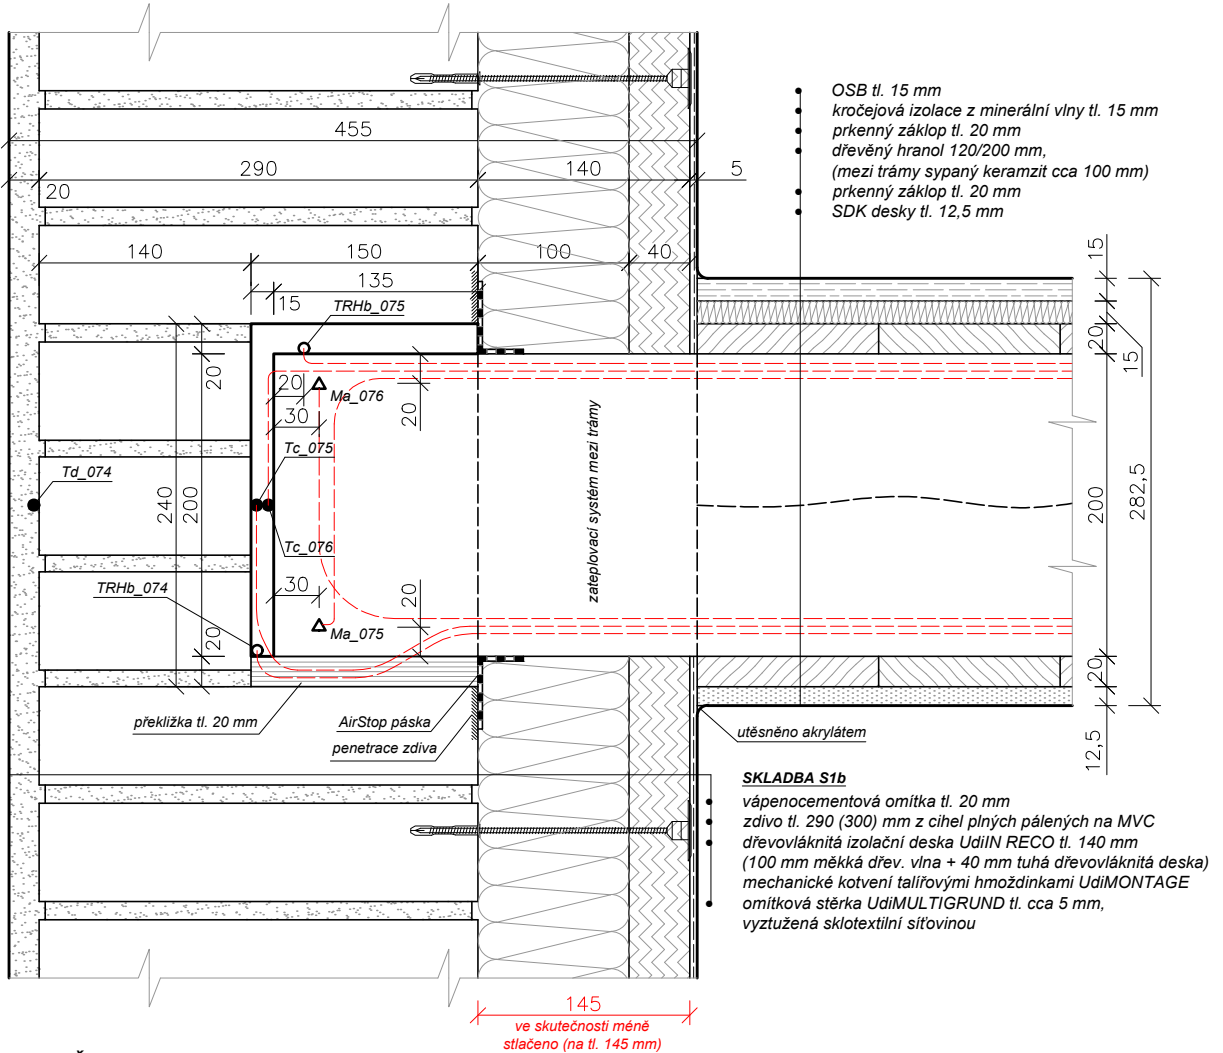 OSB tl. 15 mm
kročejová izolace z minerální vlny tl. 15 mm
prkenný záklop tl. 20 mm
dřevěný hranol 120/200 mm,
(mezi trámy sypaný keramzit cca 100 mm)
prkenný záklop tl. 20 mm
SDK desky tl. 12,5 mm
455
290
140
5
20
140
150
100
40
15
135
15
TRHb_075
20
20
Ma_076
20
30
Tc_075
Td_074
240
200
zateplovací systém mezi trámy
20
15
200
282,5
Tc_076
30
20
TRHb_074
Ma_075
20
20
12,5
překližka tl. 20 mm
AirStop páska
penetrace zdiva
utěsněno akrylátem
SKLADBA S1b
vápenocementová omítka tl. 20 mm
zdivo tl. 290 (300) mm z cihel plných pálených na MVC
dřevovláknitá izolační deska UdiIN RECO tl. 140 mm
(100 mm měkká dřev. vlna + 40 mm tuhá dřevovláknitá deska)
mechanické kotvení talířovými hmoždinkami UdiMONTAGE
omítková stěrka UdiMULTIGRUND tl. cca 5 mm,
vyztužená sklotextilní síťovinou
145
ve skutečnosti méně
stlačeno (na tl. 145 mm)